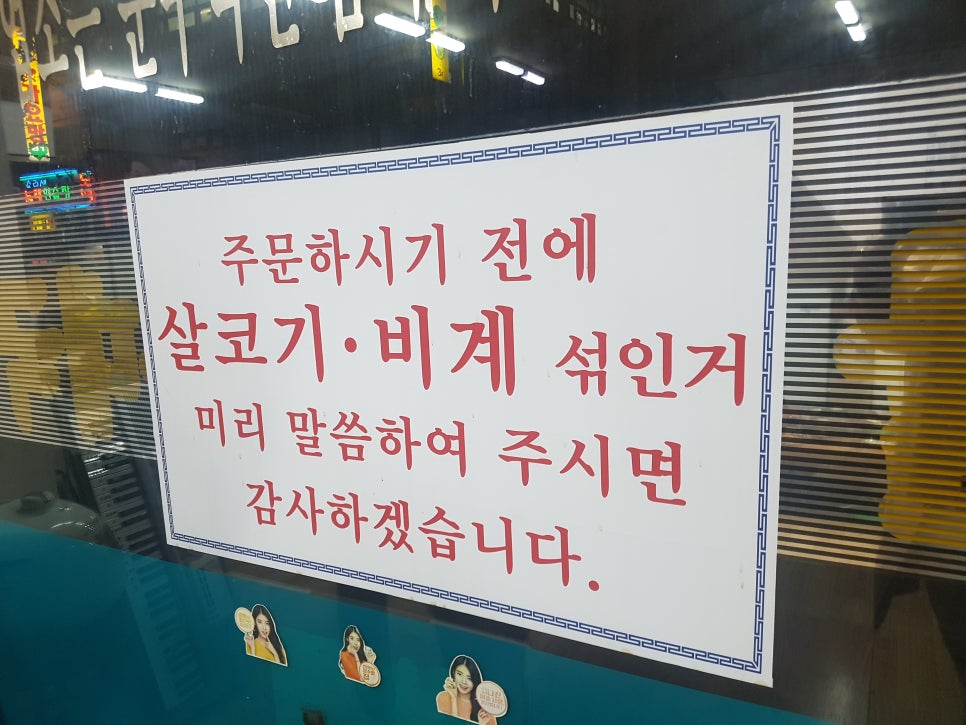 주문하시기 전에
살코기·비계 섞인거
미리 말씀하여 주시면
감사하겠습니다.